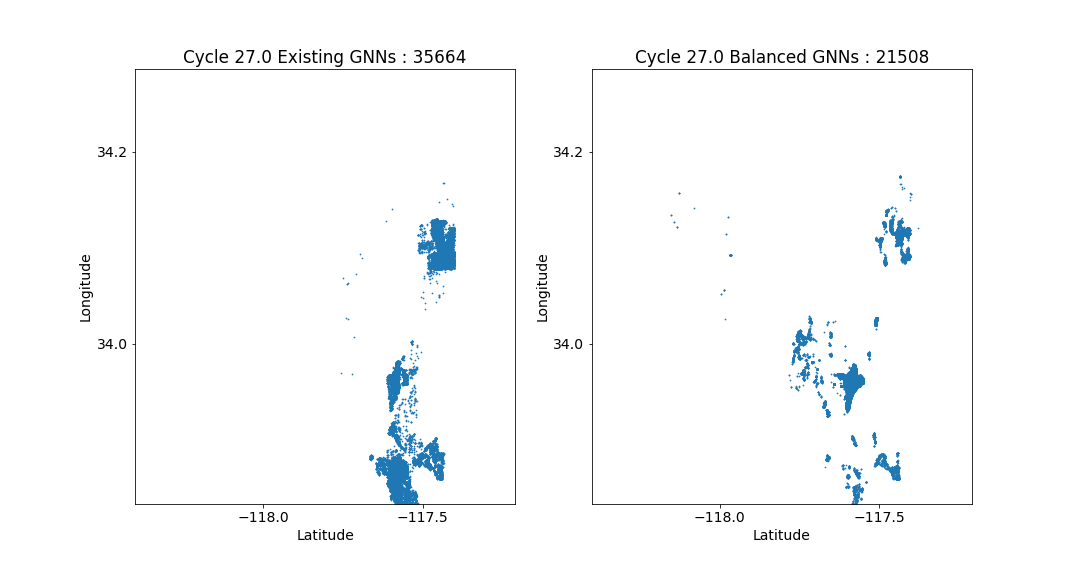 Cycle 27.0 Existing GNNs : 35664
Cycle 27.0 Balanced GNNs : 21508
34.2
34.0
Longitude
−118.0
−117.5
Latitude
34.2
34.0
Longitude
−118.0
−117.5
Latitude